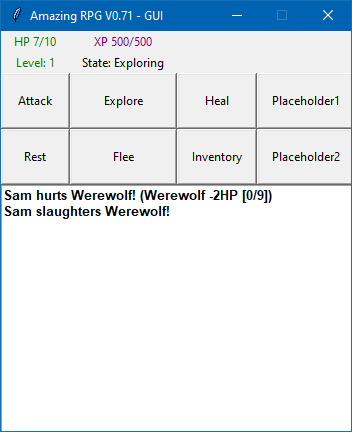 Amazing RPG V0.71 - GUI
HP 7/10 XP 500/500
Level: 1 State: Exploring
Attack Explore Heal Placeholder1
Rest Flee Inventory Placeholder2
Sam hurts Werewolf! (Werewolf -2HP [0/9])
Sam slaughters Werewolf!